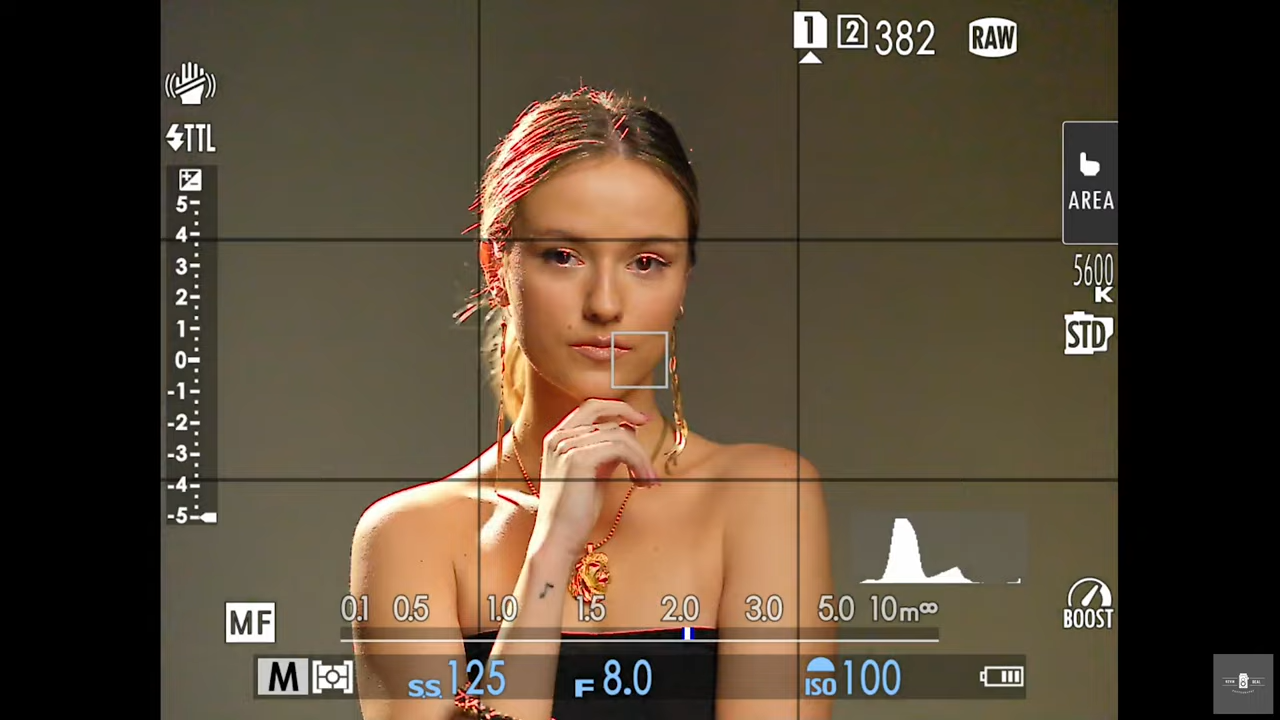 1 2 382 RAW
TTL
5
4
3
2
1
0
-1
-2
-3
-4
-5
AREA
5600
K
STD
BOOST
MF
0.1 0.5 1.0 1.5 2.0 3.0 5.0 10m∞
M S.S. 125 F 8.0 ISO 100